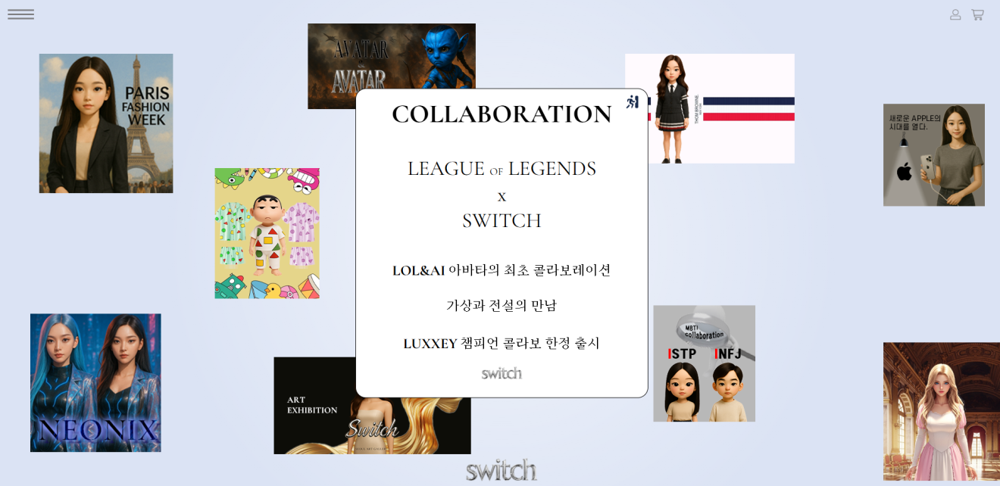 AVATAR
&
AVATAR
PARIS
FASHION
WEEK
THOM BROWNE
NEW YORK
새로운 APPLE의
시대를 열다.
COLLABORATION
LEAGUE OF LEGENDS
x
SWITCH
LOL&AI 아바타의 최초 콜라보레이션
가상과 전설의 만남
LUXXEY 챔피언 콜라보 한정 출시
switch
MBTI
collaboration
ISTP
INFJ
NEONIX
ART
EXHIBITION
Switch
switch